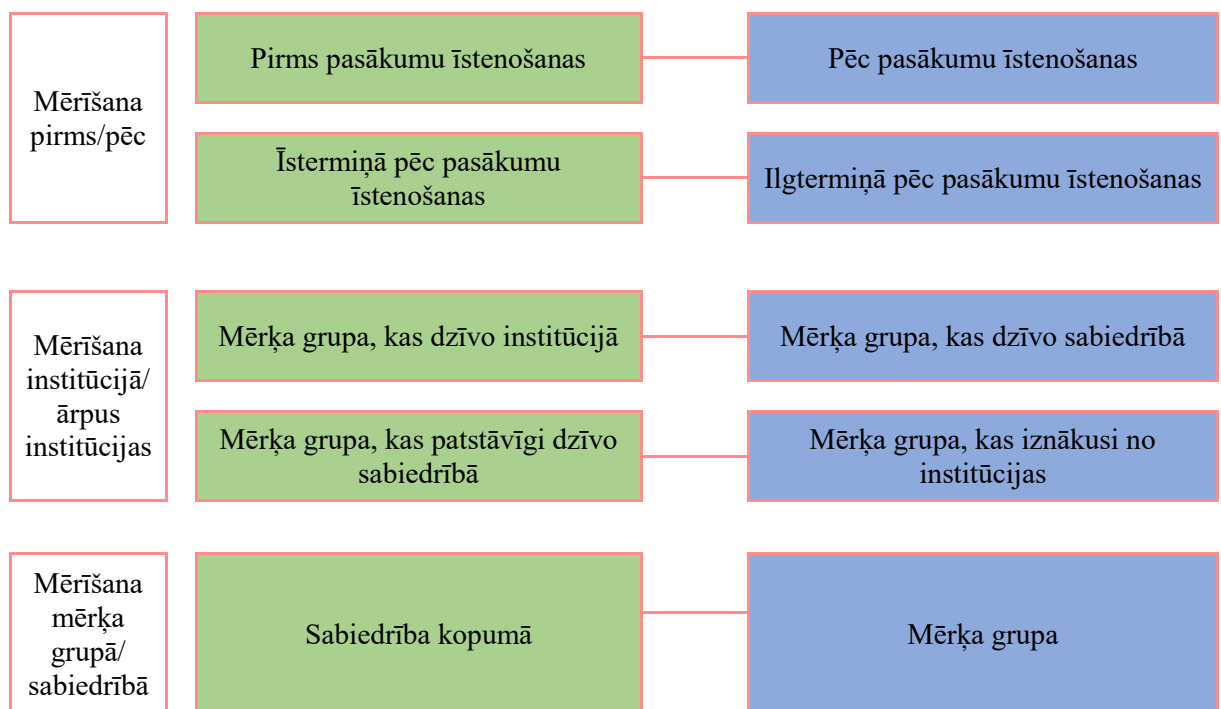 Mērīšana
pirms/pēc
Pirms pasākumu īstenošanas
Pēc pasākumu īstenošanas
Īstermiņā pēc pasākumu
īstenošanas
Ilgtermiņā pēc pasākumu īstenošanas
Mērīšana
institūcijā/
ārpus
institūcijas
Mērķa grupa, kas dzīvo institūcijā
Mērķa grupa, kas dzīvo sabiedrībā
Mērķa grupa, kas patstāvīgi dzīvo
sabiedrībā
Mērķa grupa, kas iznākusi no
institūcijas
Mērīšana
mērķa
grupā/
sabiedrībā
Sabiedrība kopumā
Mērķa grupa